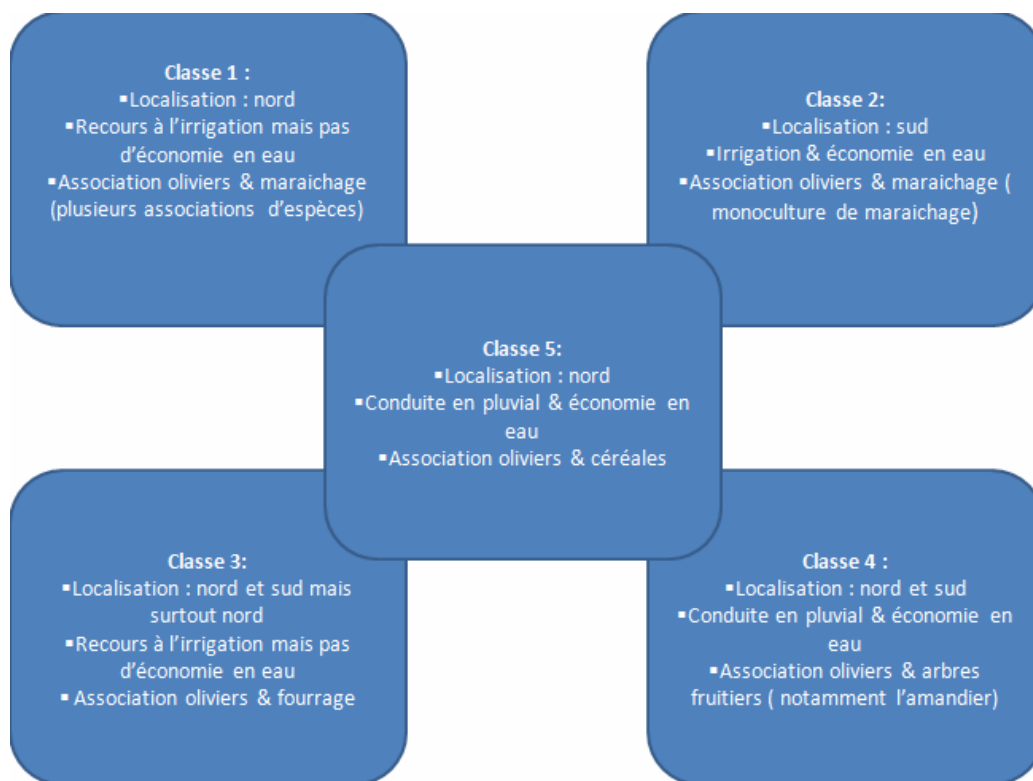 Classe 1 :
▪Localisation : nord
▪Recours à l'irrigation mais pas
d'économie en eau
▪Association oliviers & maraichage
(plusieurs associations d'espèces)
Classe 2:
▪Localisation : sud
▪Irrigation & économie en eau
▪Association oliviers & maraichage (
monoculture de maraichage)
Classe 5:
▪Localisation : nord
▪Conduite en pluvial & économie en
eau
▪Association oliviers & céréales
Classe 3:
▪Localisation : nord et sud mais
surtout nord
▪Recours à l'irrigation mais pas
d'économie en eau
▪ Association oliviers & fourrage
Classe 4 :
▪Localisation : nord et sud
▪Conduite en pluvial & économie en
eau
▪Association oliviers & arbres
fruitiers ( notamment l'amandier)